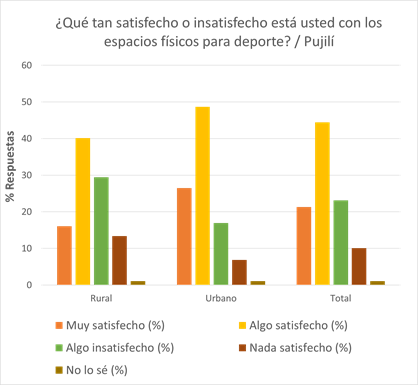 ¿Qué tan satisfecho o insatisfecho está usted con los
espacios físicos para deporte? / Pujilí
60
50
40
30
20
10
0
% Respuestas
Rural
Urbano
Total
Muy satisfecho (%)
Algo satisfecho (%)
Algo insatisfecho (%)
Nada satisfecho (%)
No lo sé (%)